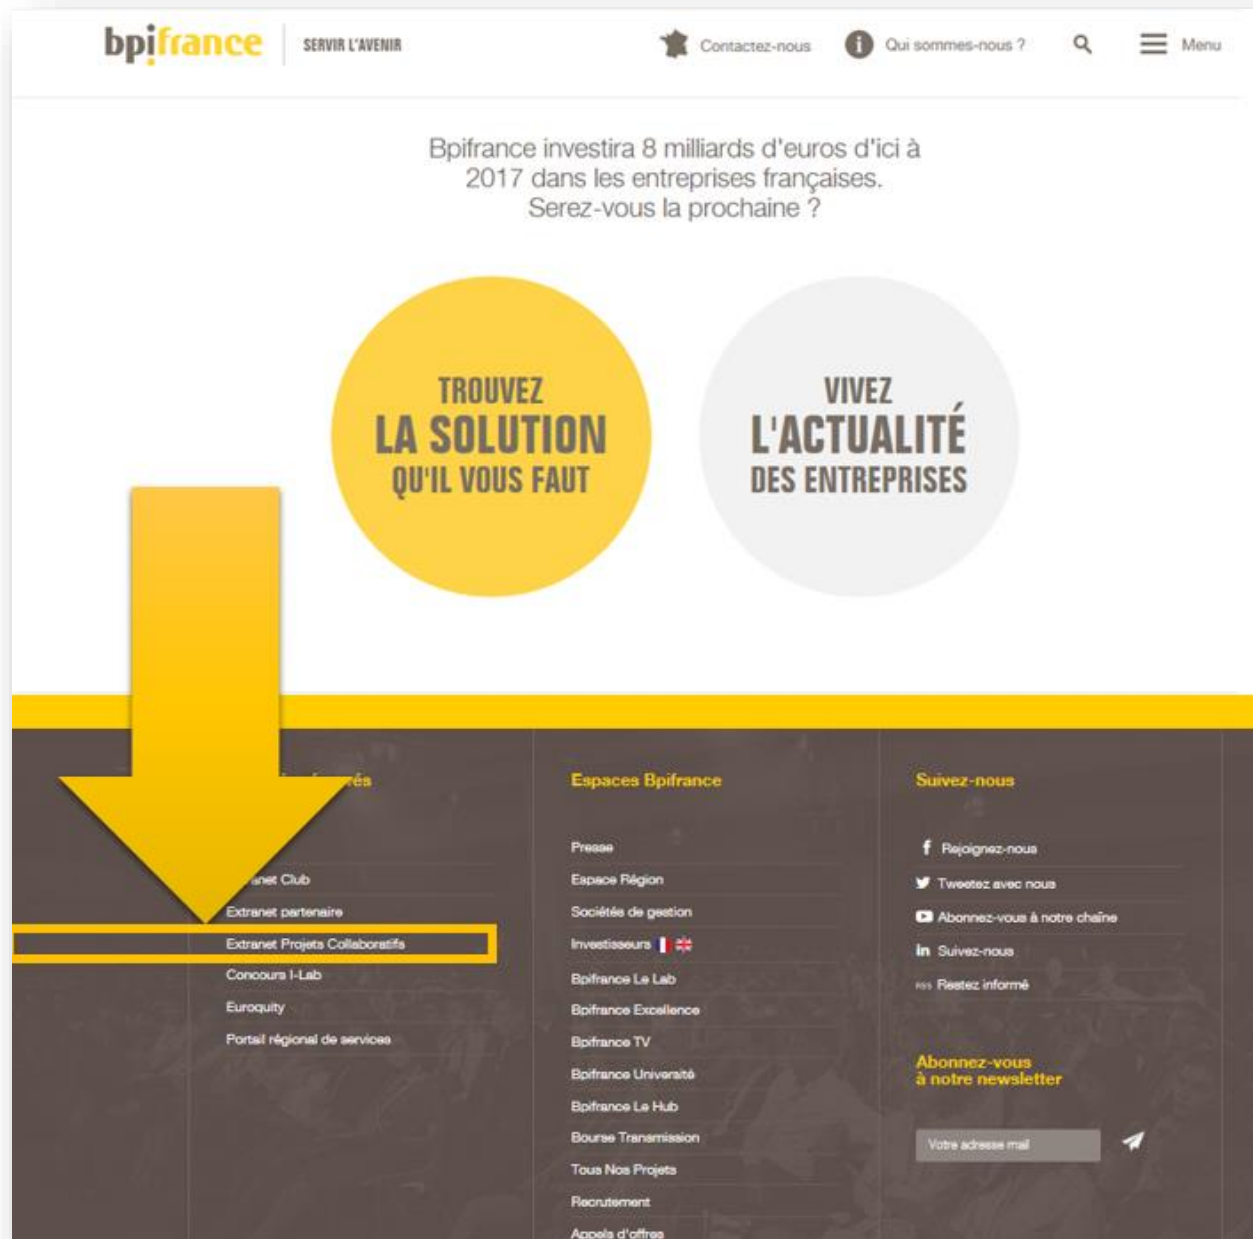 bpifrance
SERVIR L'AVENIR
Contactez-nous
Qui sommes-nous ?
Menu
Bpifrance investira 8 milliards d'euros d'ici à
2017 dans les entreprises françaises.
Serez-vous la prochaine ?
TROUVEZ
LA SOLUTION
QU'IL VOUS FAUT
VIVEZ
L'ACTUALITÉ
DES ENTREPRISES
Club
Extranet partenaire
Extranet Projets Collaboratifs
Concours I-Lab
Euroquity
Portail régional de services
Espaces Bpifrance
Presse
Espace Région
Sociétés de gestion
Investisseurs
Bpifrance Le Lab
Bpifrance Excellence
Bpifrance TV
Bpifrance Université
Bpifrance Le Hub
Bourse Transmission
Tous Nos Projets
Recrutement
Appels d'offres
Suivez-nous
Rejoignez-nous
Tweetez avec nous
Abonnez-vous à notre chaîne
in Suivez-nous
RSS Restez informé
Abonnez-vous
à notre newsletter
Votre adresse mail